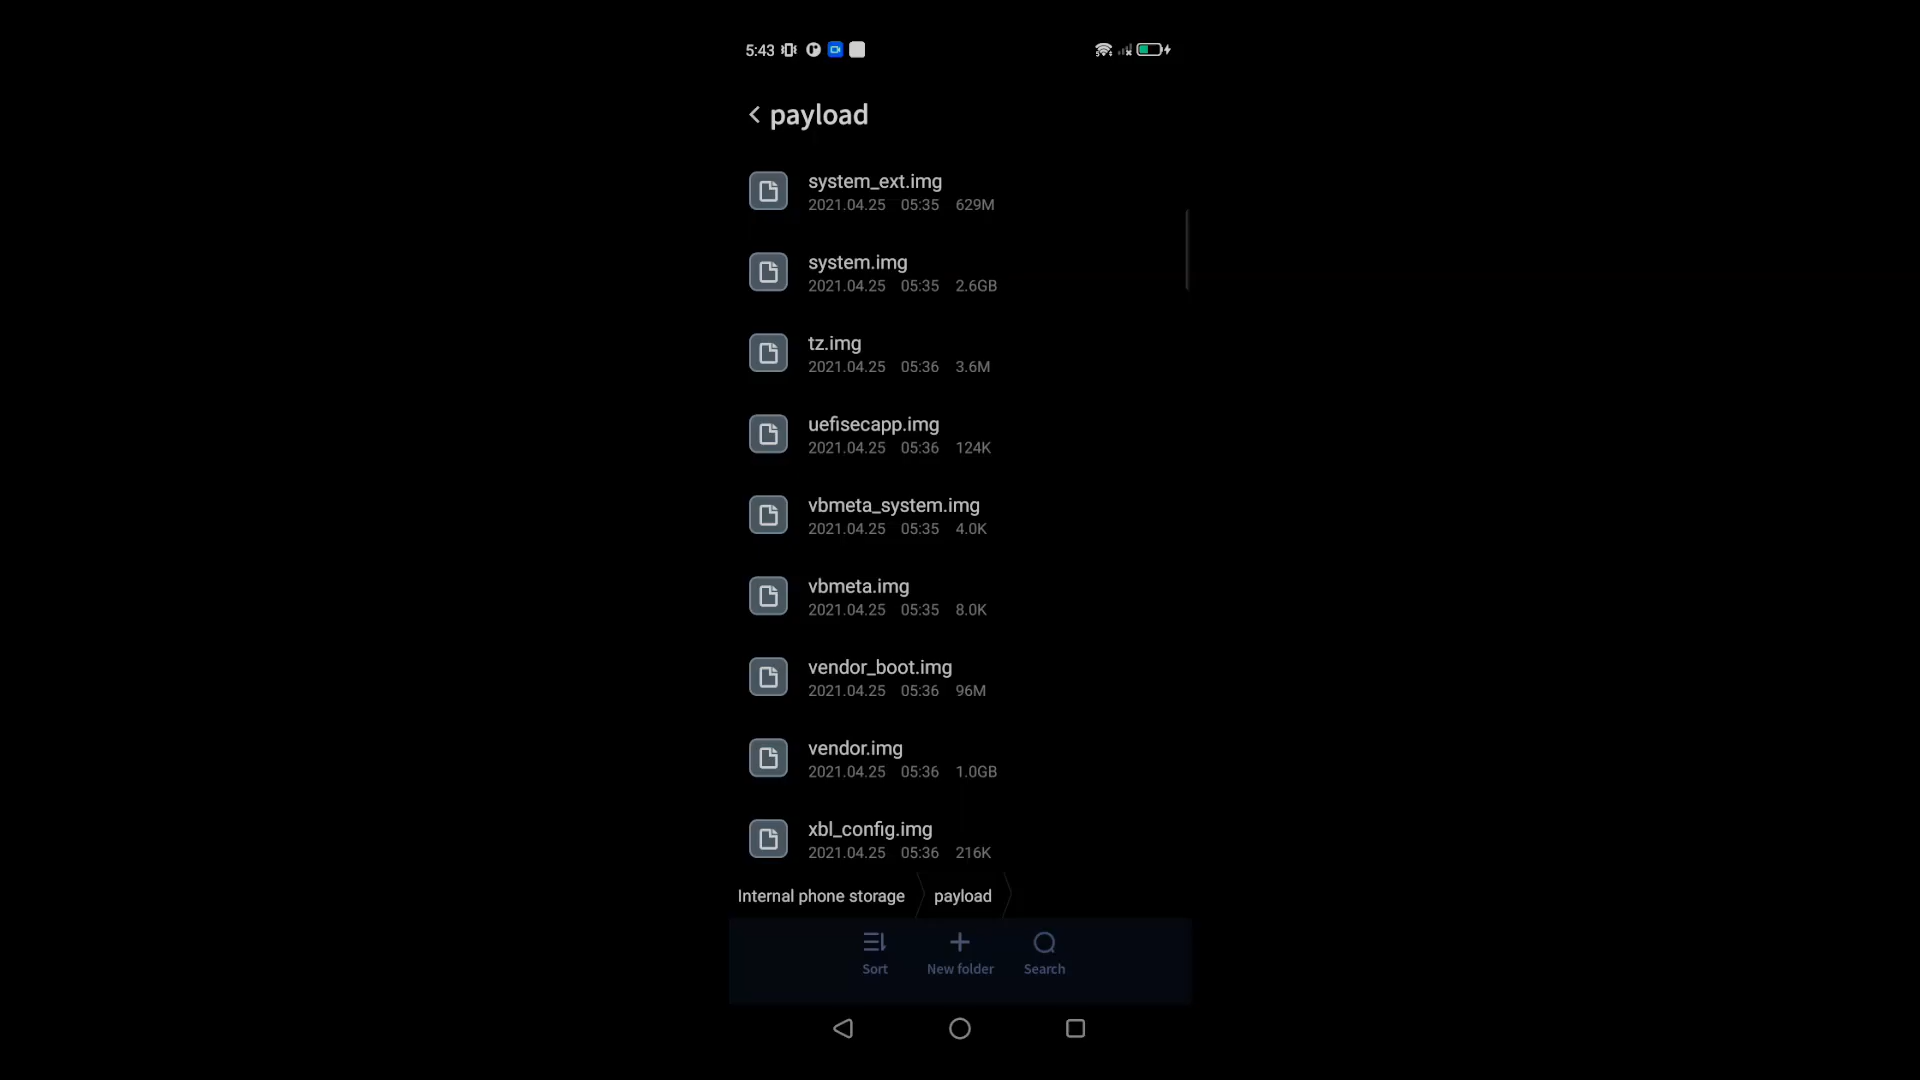 5:43
payload
system_ext.img
2021.04.25 05:35 629M
system.img
2021.04.25 05:35 2.6GB
tz.img
2021.04.25 05:36 3.6M
uefisecapp.img
2021.04.25 05:36 124K
vbmeta_system.img
2021.04.25 05:35 4.0K
vbmeta.img
2021.04.25 05:35 8.0K
vendor_boot.img
2021.04.25 05:36 96M
vendor.img
2021.04.25 05:36 1.0GB
xbl_config.img
2021.04.25 05:36 216K
Internal phone storage payload
Sort New folder Search